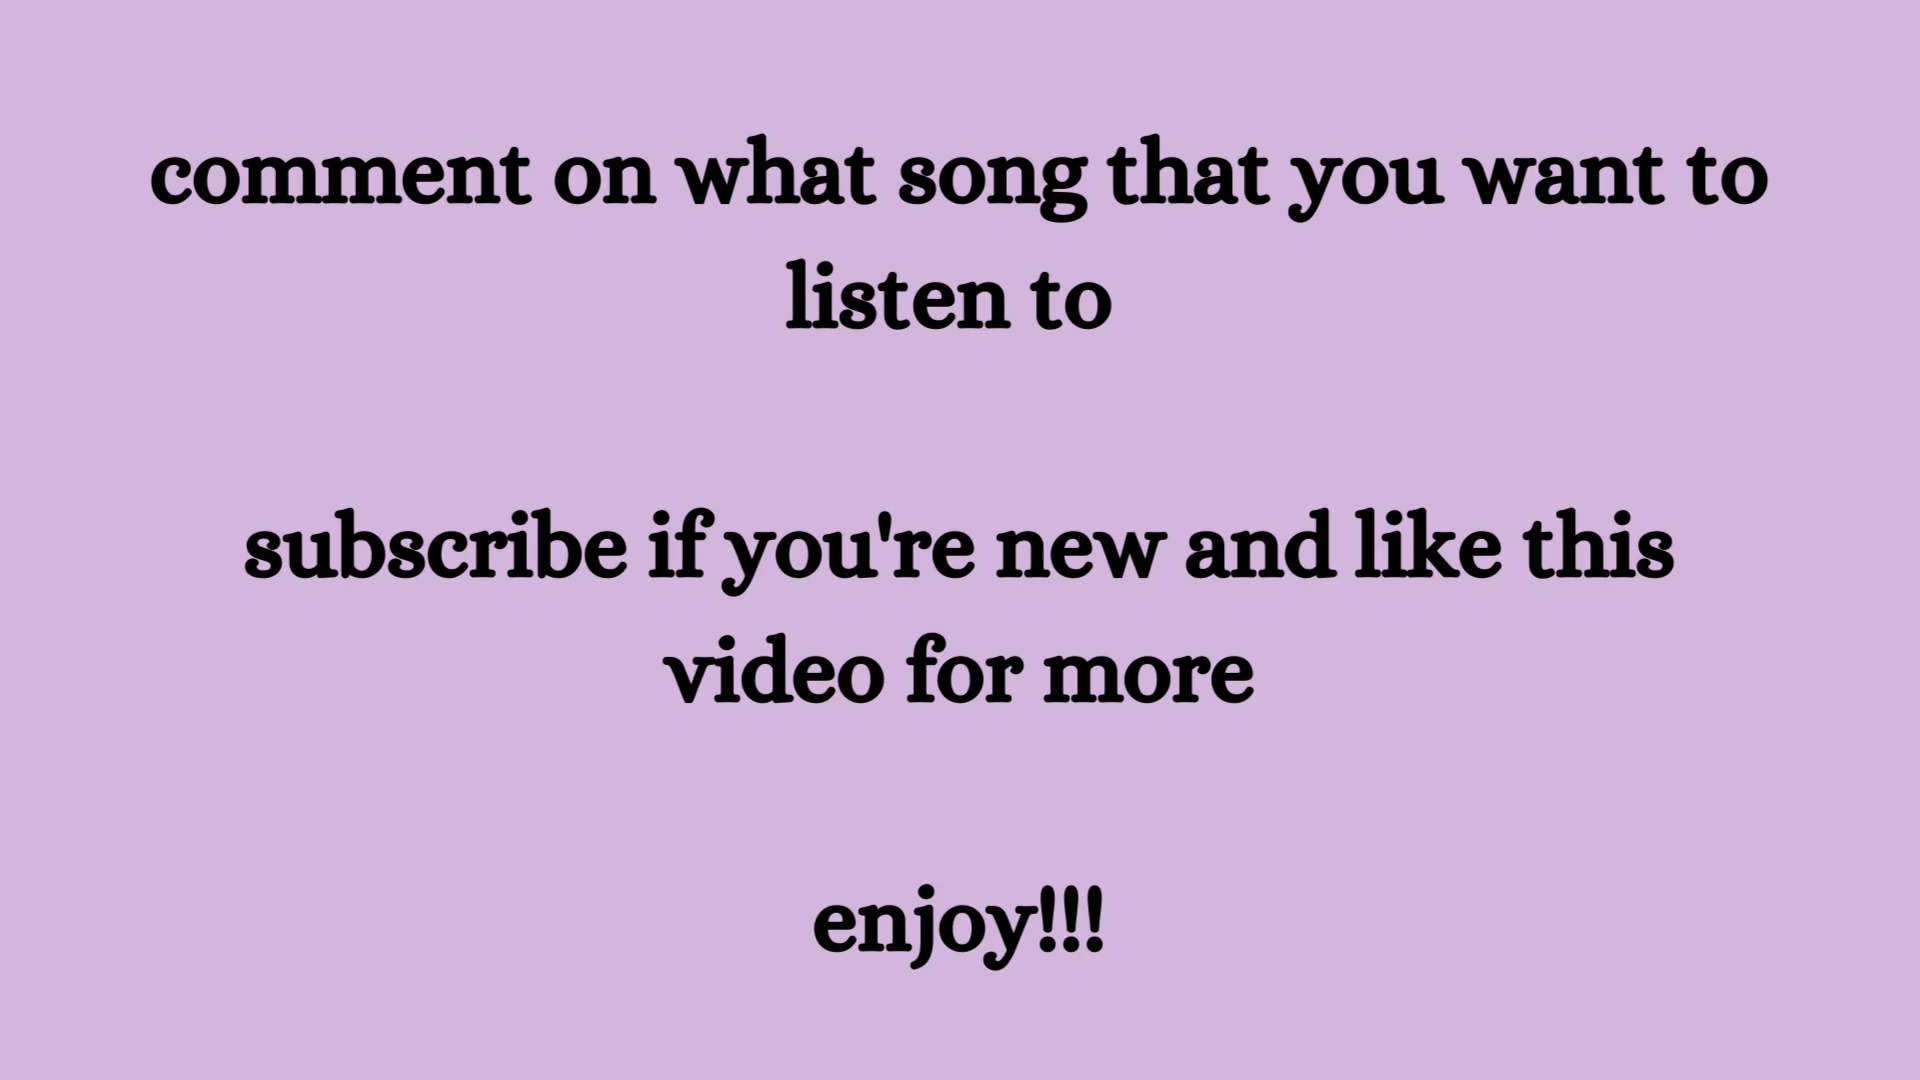 comment on what song that you want to
listen to
subscribe if you're new and like this
video for more
enjoy!!!